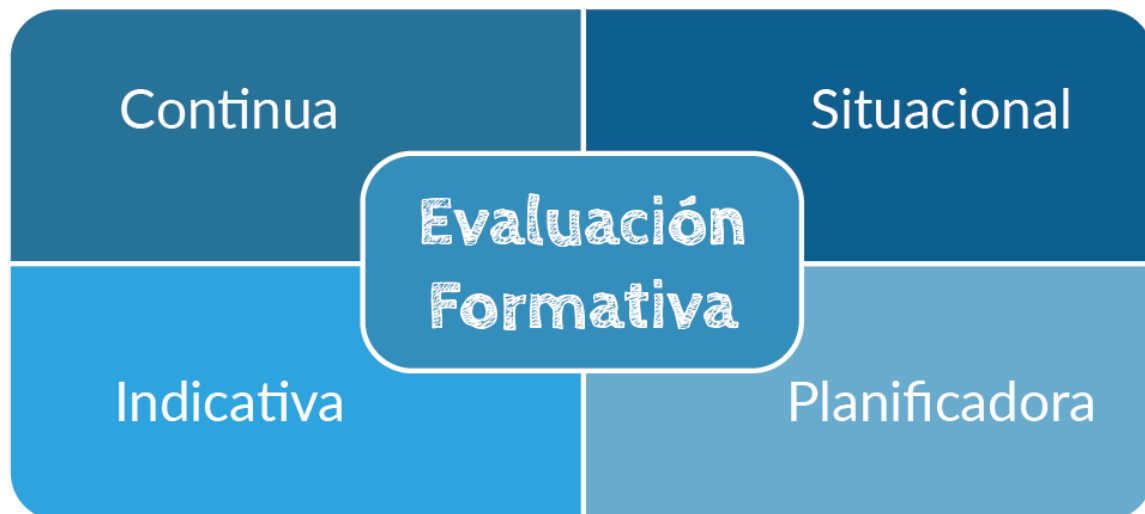 Continua
Situacional
Evaluación
Formativa
Indicativa
Planificadora